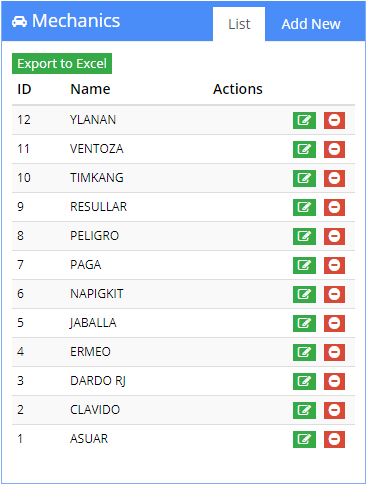 Mechanics List Add New
Export to Excel
ID Name Actions
12 YLANAN
11 VENTOZA
10 TIMKANG
9 RESULLAR
8 PELIGRO
7 PAGA
6 NAPIGKIT
5 JABALLA
4 ERMEO
3 DARDO RJ
2 CLAVIDO
1 ASUAR